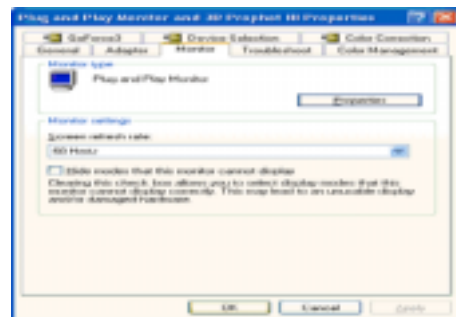 Plug and Play Monitor and 3D Prophet III Properties
GeForce3 Device Selection Color Correction
General Adapter Monitor Troubleshoot Color Management
Monitor type
Plug and Play Monitor
Properties
Monitor settings
Screen refresh rate:
60 Hertz
Hide modes that this monitor cannot display
Clearing this check box allows you to select display modes that this
monitor cannot display correctly. This may lead to an unusable display
and/or damaged hardware.
OK Cancel Apply